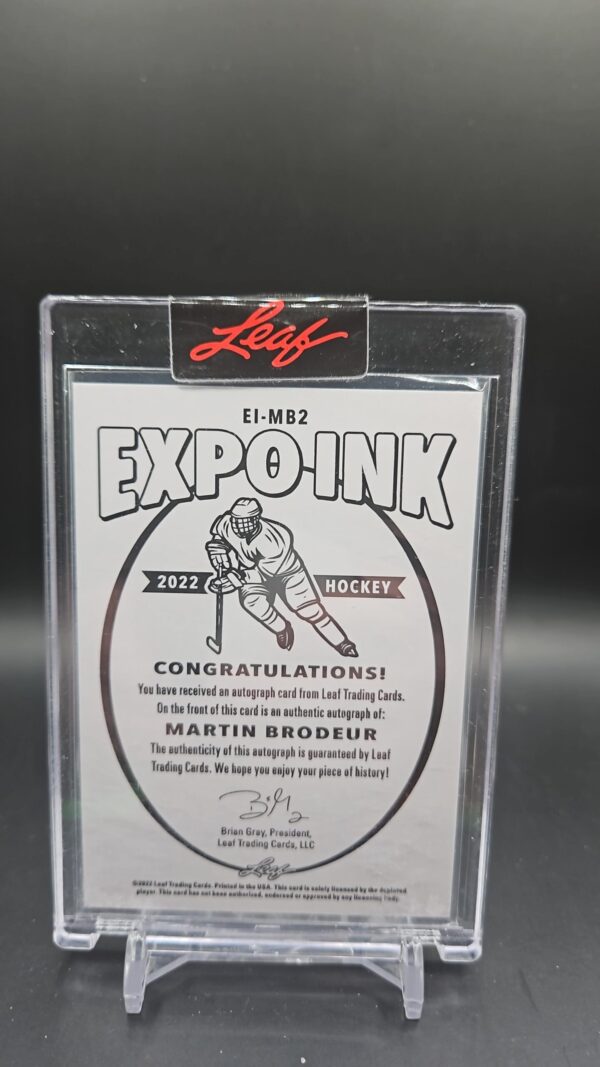 Leaf
EI-MB2
EXPO INK
2022 HOCKEY
CONGRATULATIONS!
You have received an autograph card from Leaf Trading Cards.
On the front of this card is an authentic autograph of:
MARTIN BRODEUR
The authenticity of this autograph is guaranteed by Leaf
Trading Cards. We hope you enjoy your piece of history!
Brian Gray, President,
Leaf Trading Cards, LLC
Leaf
©2022 Leaf Trading Cards. Printed in the USA. This card is solely licensed by the depicted
player. This card has not been authorized, endorsed or approved by any licensing body.